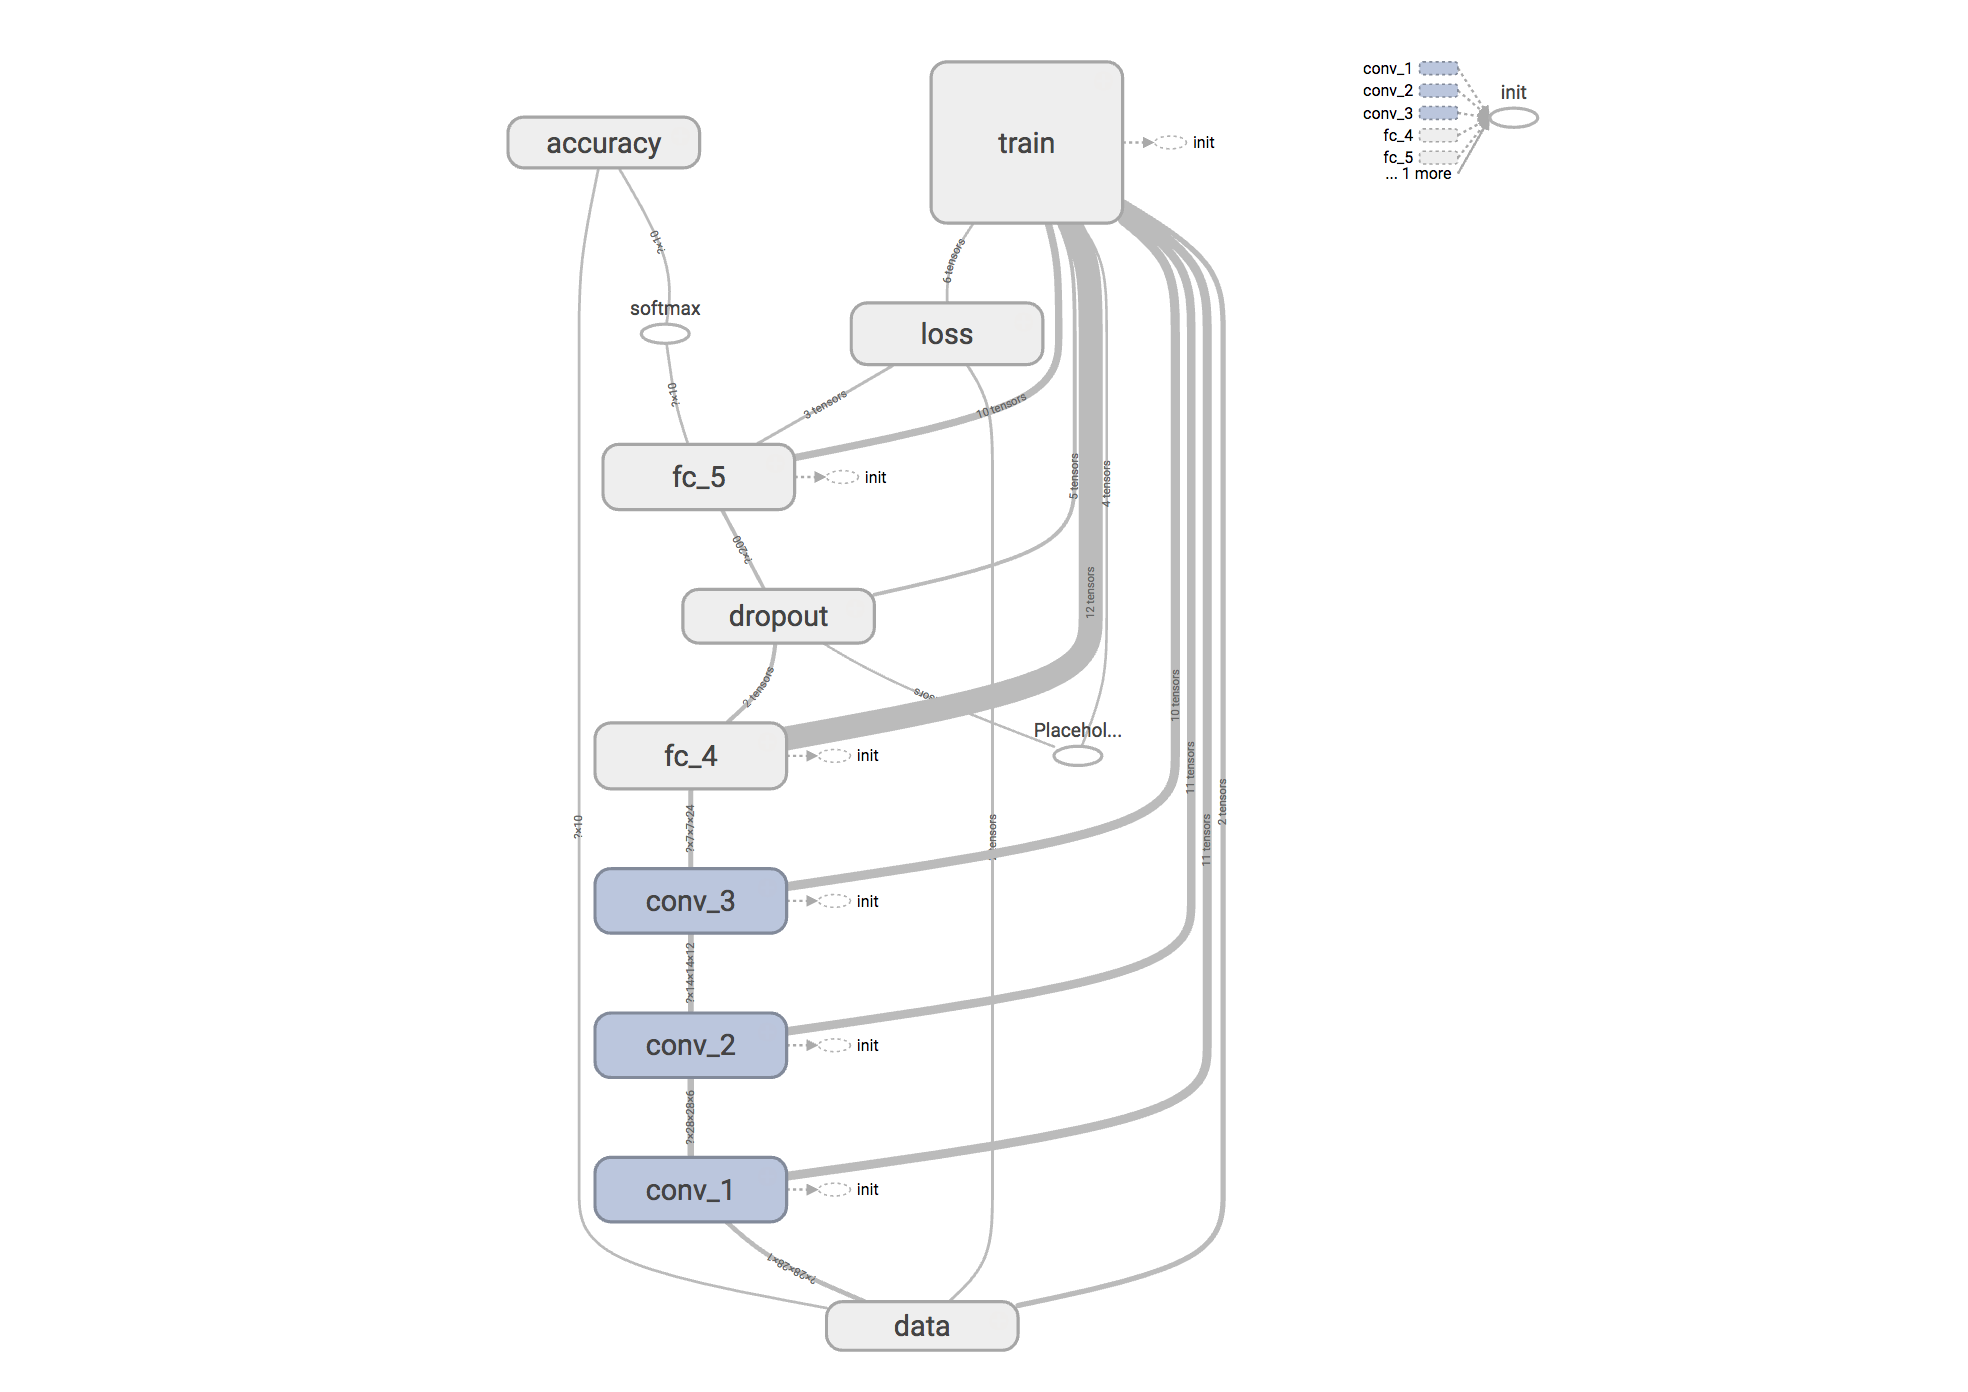 accuracy
train
init
conv_1
conv_2
conv_3
fc_4
fc_5
... 1 more
init
?×10
6 tensors
softmax
loss
?×10
3 tensors
10 tensors
fc_5
init
5 tensors
4 tensors
?×200
12 tensors
dropout
2 tensors
Placehol...
fc_4
init
10 tensors
11 tensors
2 tensors
?×10
?×7×7×24
11 tensors
conv_3
init
?×14×14×12
conv_2
init
?×28×28×6
conv_1
init
?×28×28×1
data